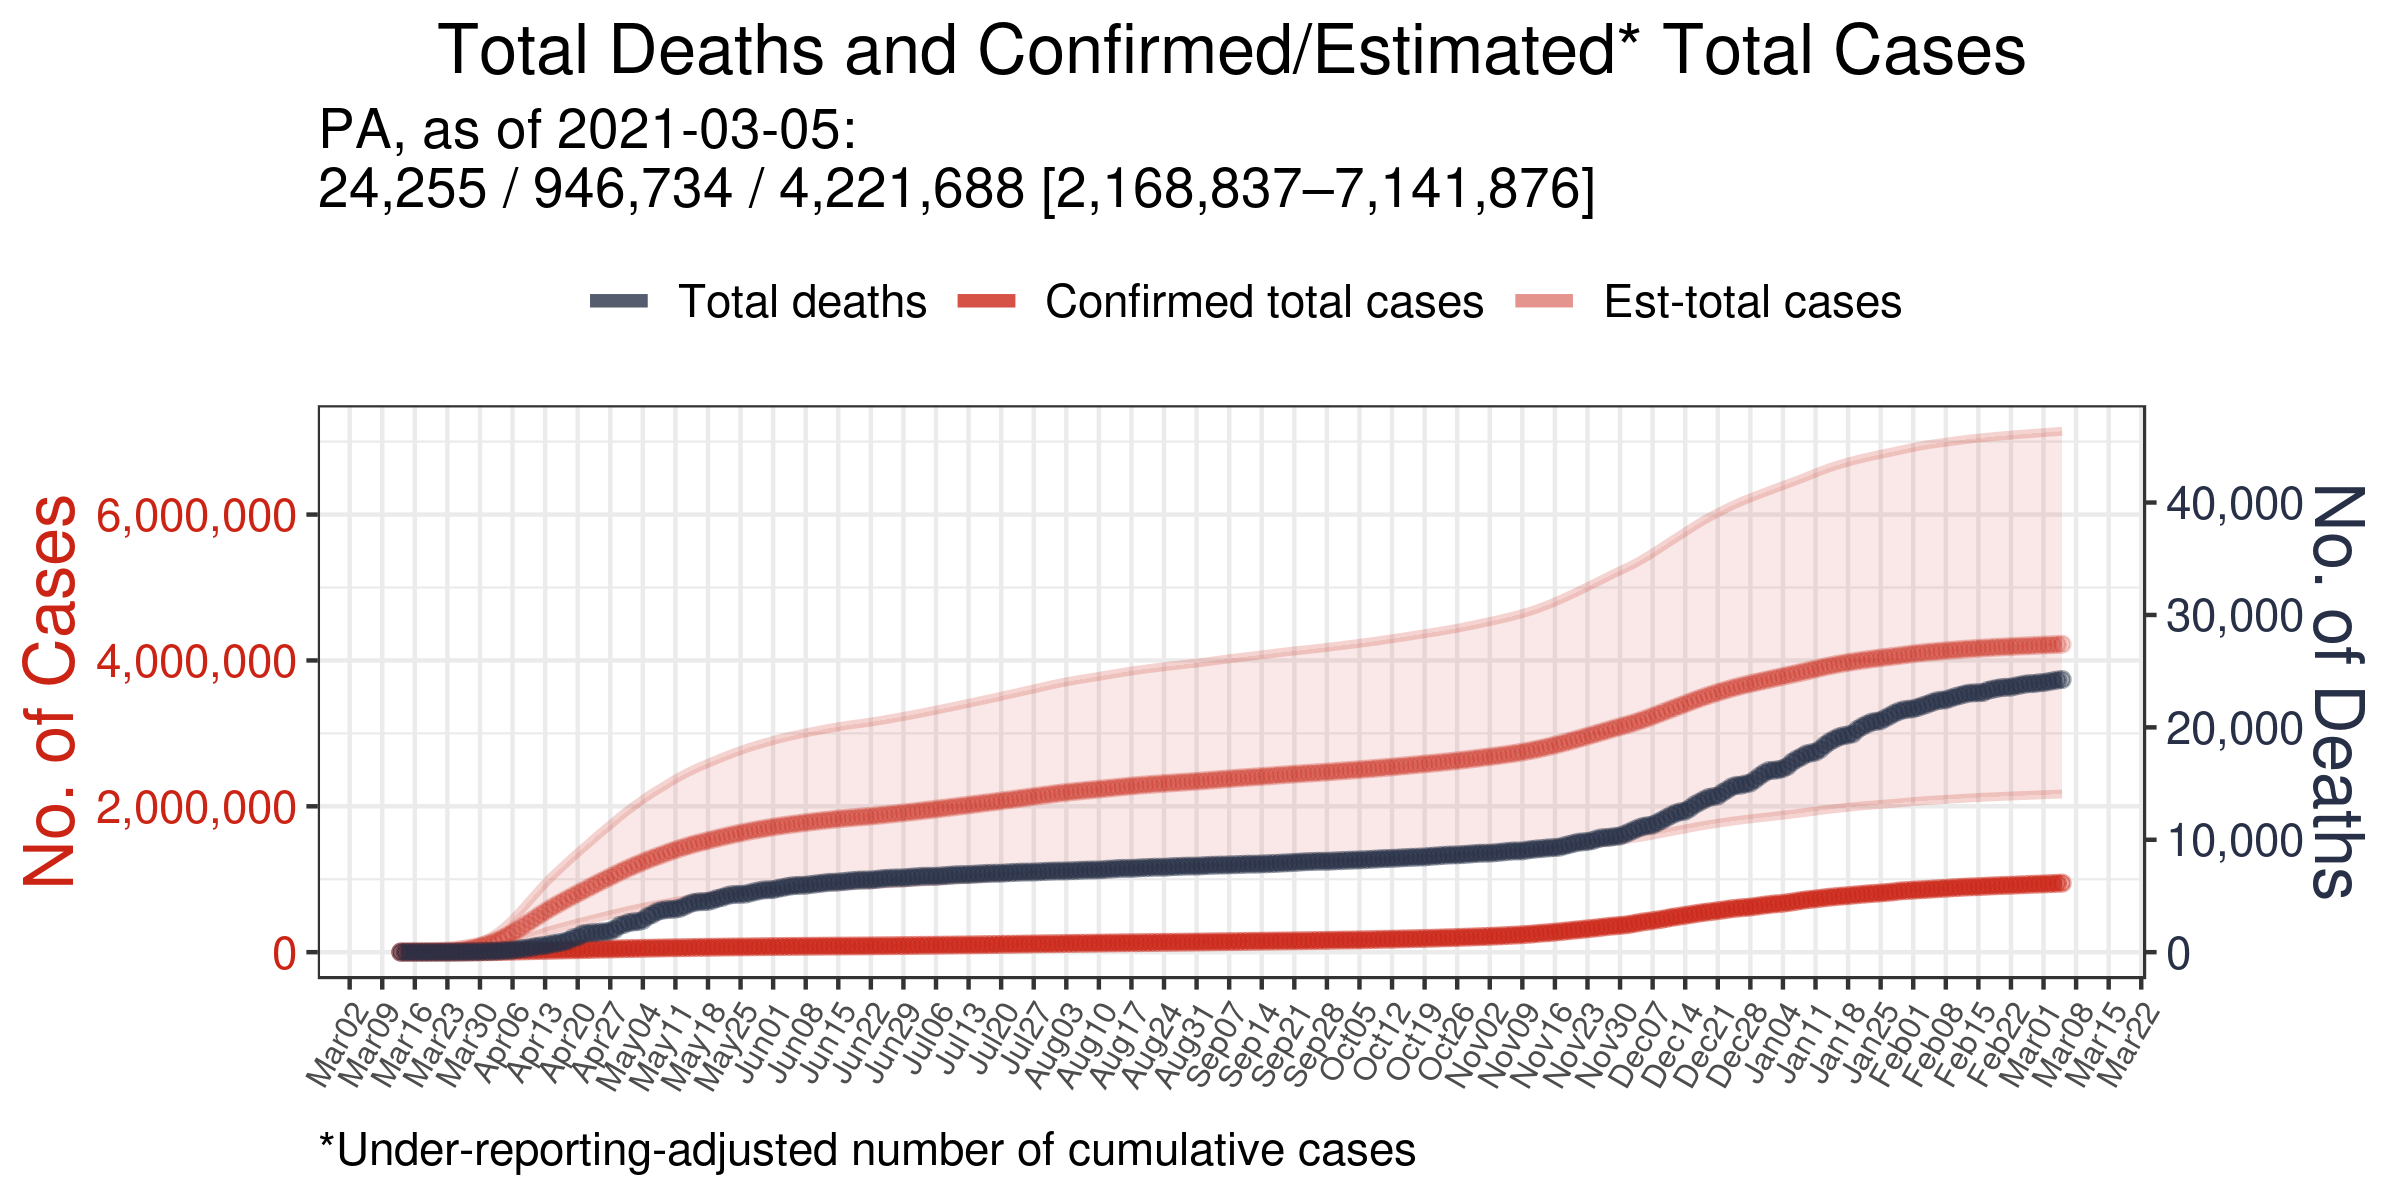 Total Deaths and Confirmed/Estimated* Total Cases
PA, as of 2021-03-05:
24,255 / 946,734 / 4,221,688 [2,168,837–7,141,876]
Total deaths
Confirmed total cases
Est-total cases
No. of Cases
6,000,000
4,000,000
2,000,000
0
40,000
30,000
20,000
10,000
0
No. of Deaths
Mar02
Mar09
Mar16
Mar23
Mar30
Apr06
Apr13
Apr20
Apr27
May04
May11
May18
May25
Jun01
Jun08
Jun15
Jun22
Jun29
Jul06
Jul13
Jul20
Jul27
Aug03
Aug10
Aug17
Aug24
Aug31
Sep07
Sep14
Sep21
Sep28
Oct05
Oct12
Oct19
Oct26
Nov02
Nov09
Nov16
Nov23
Nov30
Dec07
Dec14
Dec21
Dec28
Jan04
Jan11
Jan18
Jan25
Feb01
Feb08
Feb15
Feb22
Mar01
Mar08
Mar15
Mar22
*Under-reporting-adjusted number of cumulative cases